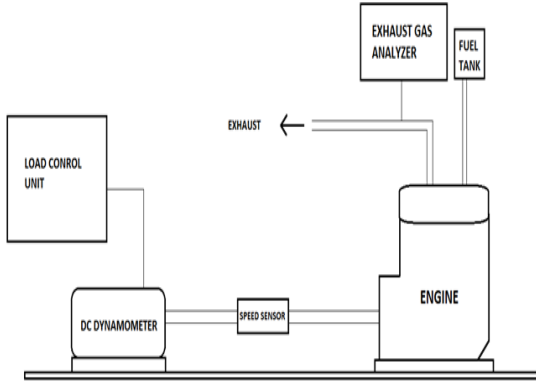 EXHAUST GAS
ANALYZER
FUEL
TANK
EXHAUST
LOAD CONROL
UNIT
ENGINE
SPEED SENSOR
DC DYNAMOMETER